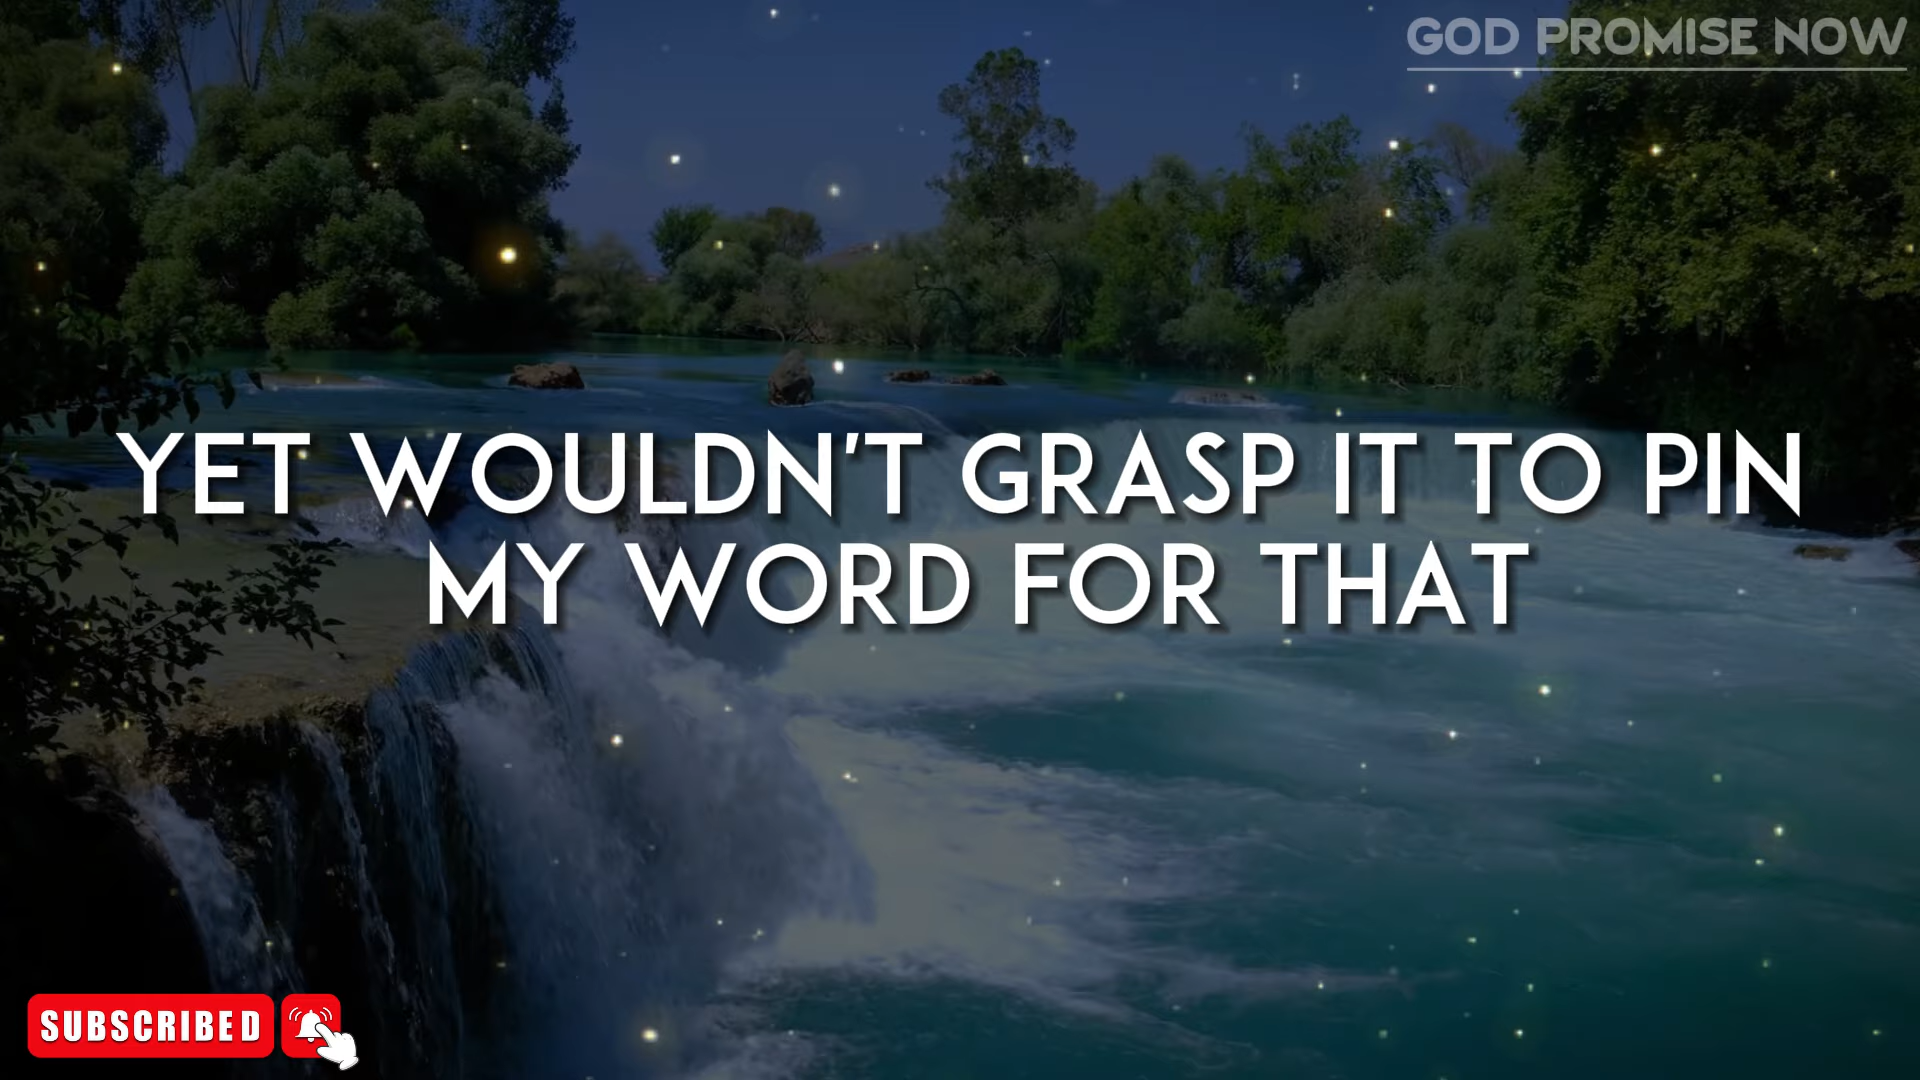 GOD PROMISE NOW
YET WOULDN'T GRASP IT TO PIN
MY WORD FOR THAT
SUBSCRIBED